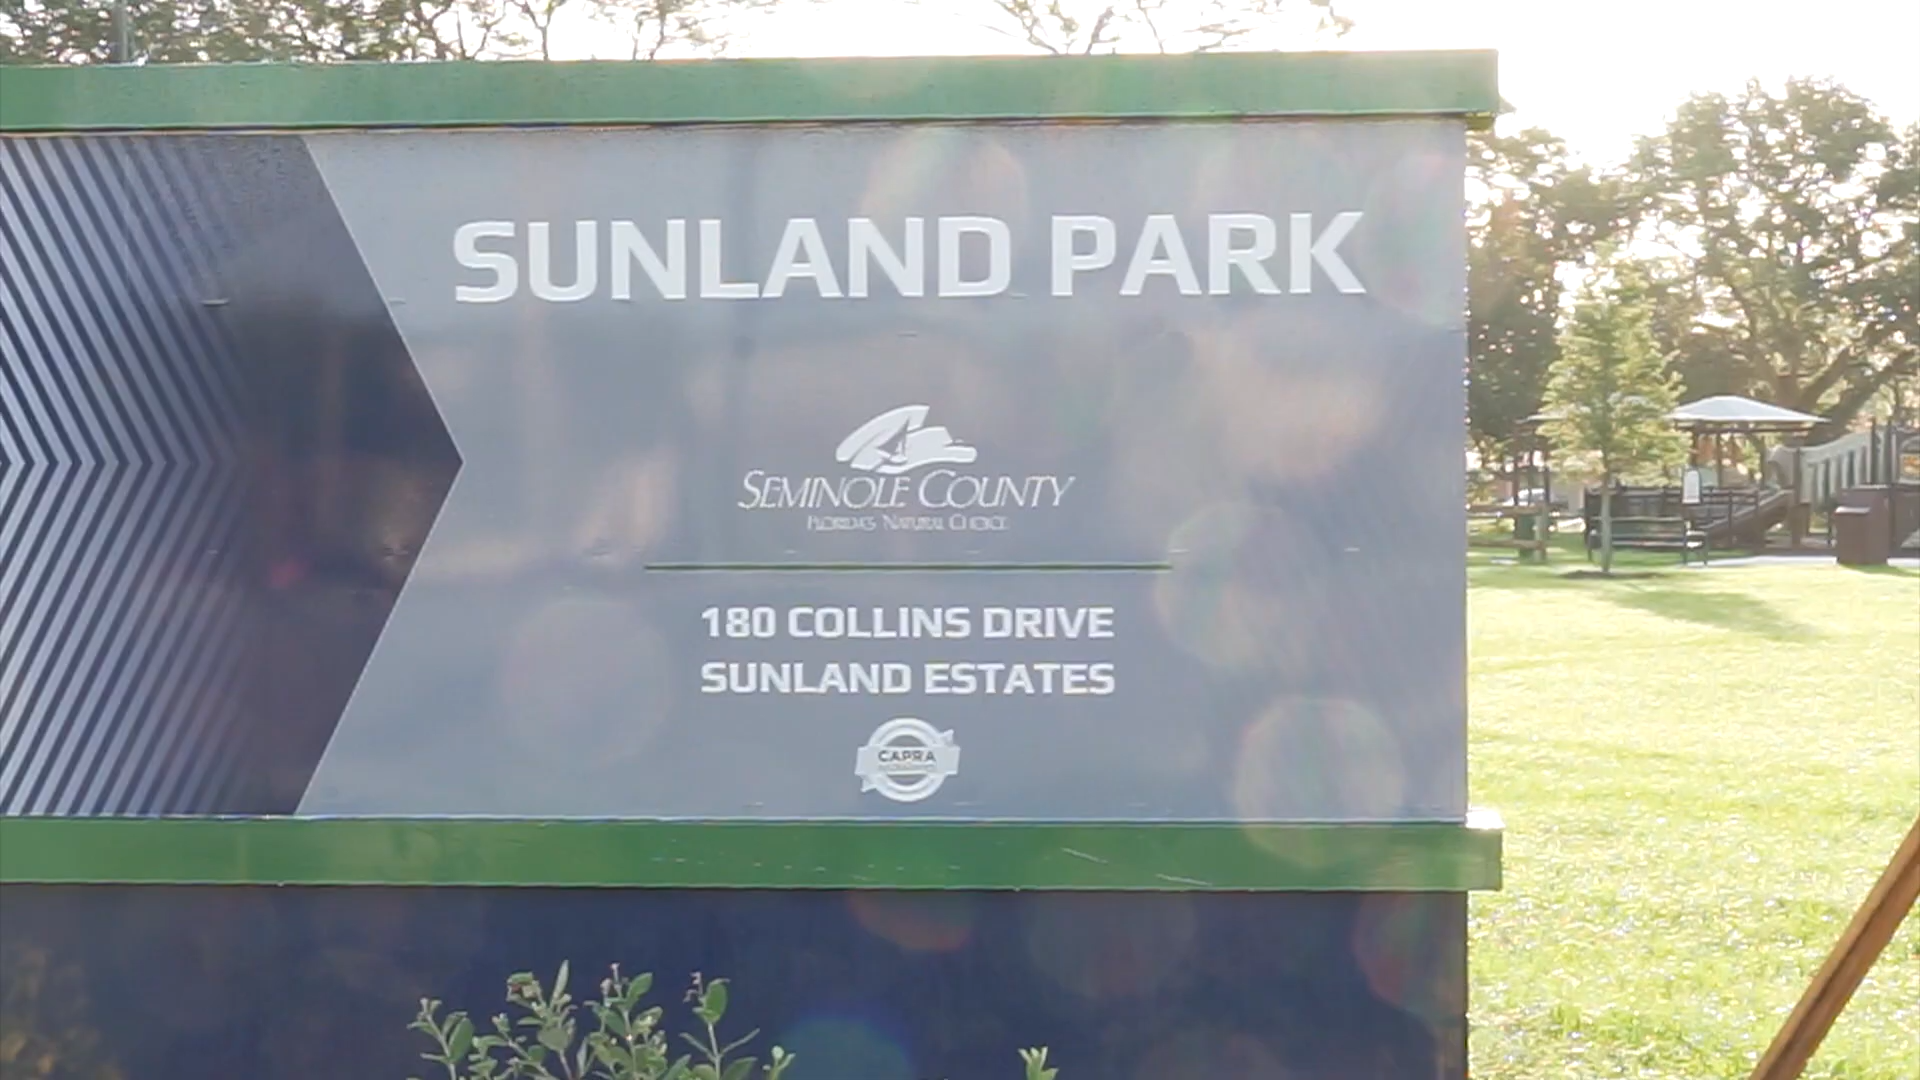 SUNLAND PARK
SEMINOLE COUNTY
FLORIDA'S NATURAL CHOICE
180 COLLINS DRIVE
SUNLAND ESTATES
CAPRA